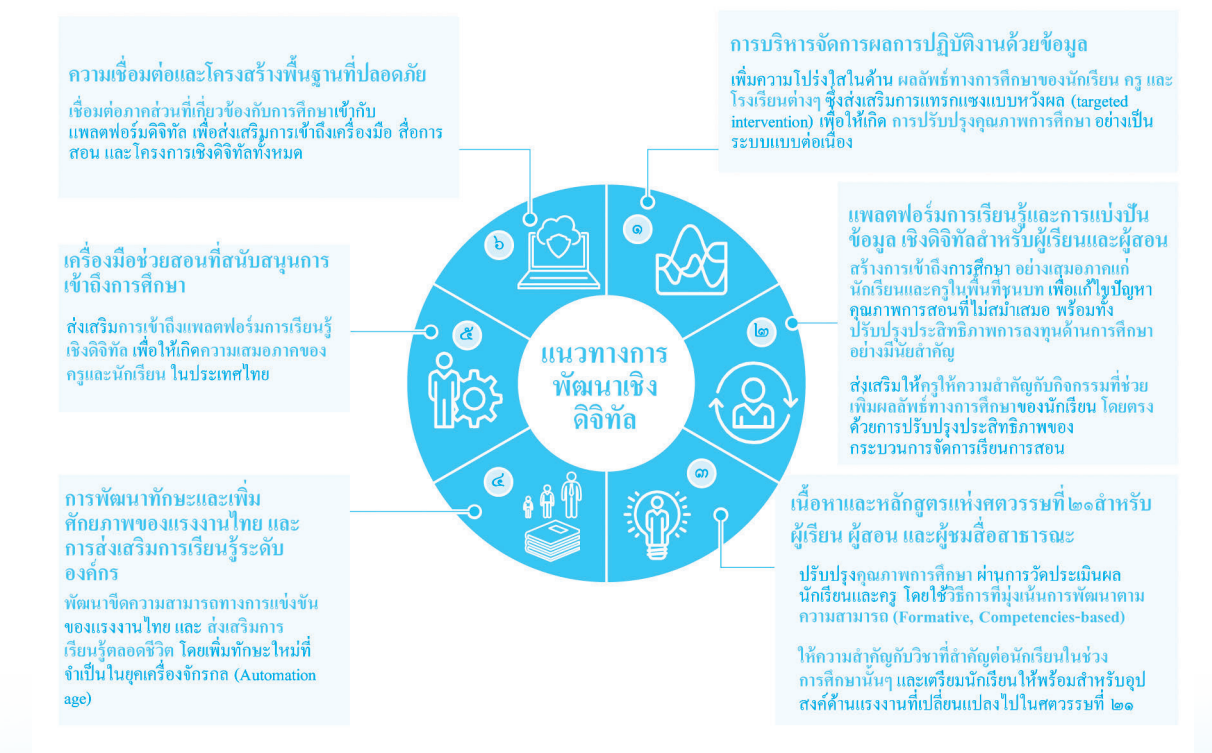 ความเชื่อมต่อและโครงสร้างพื้นฐานที่ปลอดภัย
เชื่อมต่อภาคส่วนที่เกี่ยวข้องกับการศึกษาเข้ากับ
แพลตฟอร์มดิจิทัล เพื่อส่งเสริมการเข้าถึงเครื่องมือ สื่อการ
สอน และโครงการเชิงดิจิทัลทั้งหมด
การบริหารจัดการผลการปฏิบัติงานด้วยข้อมูล
เพิ่มความโปร่งใสในด้าน ผลลัพธ์ทางการศึกษาของนักเรียน ครู และ
โรงเรียนต่างๆ ซึ่งส่งเสริมการแทรกแซงแบบหวังผล (targeted
intervention) เพื่อให้เกิด การปรับปรุงคุณภาพการศึกษา อย่างเป็น
ระบบแบบต่อเนื่อง
แพลตฟอร์มการเรียนรู้และการแบ่งปัน
ข้อมูล เชิงดิจิทัลสำหรับผู้เรียนและผู้สอน
สร้างการเข้าถึงการศึกษา อย่างเสมอภาคแก่
นักเรียนและครูในพื้นที่ชนบท เพื่อแก้ไขปัญหา
คุณภาพการสอนที่ไม่สม่ำเสมอ พร้อมทั้ง
ปรับปรุงประสิทธิภาพการลงทุนด้านการศึกษา
อย่างมีนัยสำคัญ
ส่งเสริมให้ครูให้ความสำคัญกับกิจกรรมที่ช่วย
เพิ่มผลลัพธ์ทางการศึกษาของนักเรียน โดยตรง
ด้วยการปรับปรุงประสิทธิภาพของ
กระบวนการจัดการเรียนการสอน
เครื่องมือช่วยสอนที่สนับสนุนการ
เข้าถึงการศึกษา
ส่งเสริมการเข้าถึงแพลตฟอร์มการเรียนรู้
เชิงดิจิทัล เพื่อให้เกิดความเสมอภาคของ
ครูและนักเรียน ในประเทศไทย
๖
๑
๕
๒
๔
๓
แนวทางการ
พัฒนาเชิง
ดิจิทัล
การพัฒนาทักษะและเพิ่ม
ศักยภาพของแรงงานไทย และ
การส่งเสริมการเรียนรู้ระดับ
องค์กร
พัฒนาขีดความสามารถทางการแข่งขัน
ของแรงงานไทย และ ส่งเสริมการ
เรียนรู้ตลอดชีวิต โดยเพิ่มทักษะใหม่ที่
จำเป็นในยุคเครื่องจักรกล (Automation
age)
เนื้อหาและหลักสูตรแห่งศตวรรษที่ ๒๑สำหรับ
ผู้เรียน ผู้สอน และผู้ชมสื่อสาธารณะ
ปรับปรุงคุณภาพการศึกษา ผ่านการวัดประเมินผล
นักเรียนและครู โดยใช้วิธีการที่มุ่งเน้นการพัฒนาตาม
ความสามารถ (Formative, Competencies-based)
ให้ความสำคัญกับวิชาที่สำคัญต่อนักเรียนในช่วง
การศึกษานั้นๆ และเตรียมนักเรียนให้พร้อมสำหรับอุป
สงค์ด้านแรงงานที่เปลี่ยนแปลงไปในศตวรรษที่ ๒๑